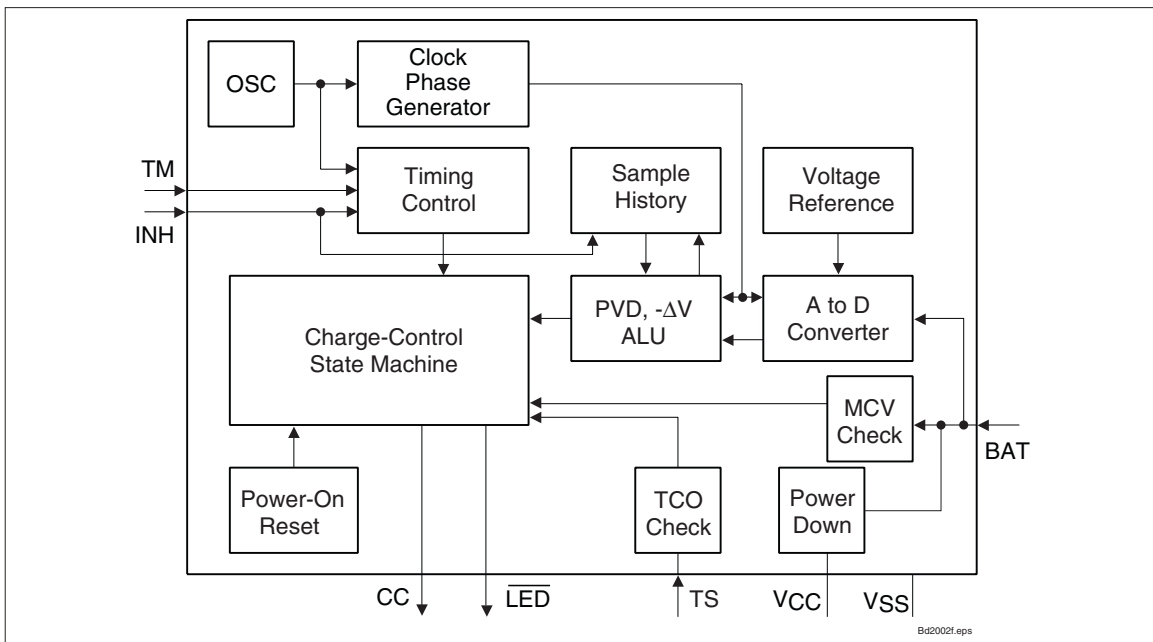 OSC
Clock
Phase
Generator
TM
INH
Timing
Control
Sample
History
Voltage
Reference
Charge-Control
State Machine
PVD, -ΔV
ALU
A to D
Converter
MCV
Check
BAT
Power-On
Reset
TCO
Check
Power
Down
CC
LED
TS
VCC
VSS
Bd2002f.eps